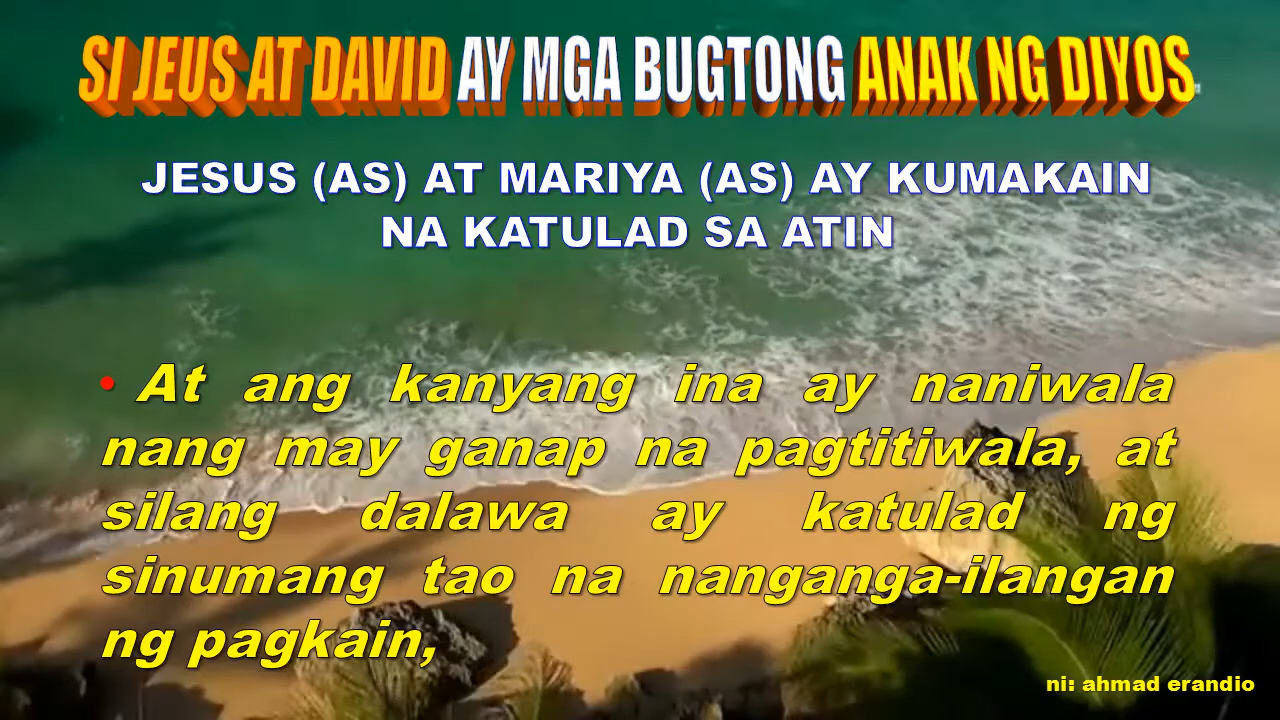 SI JEUS AT DAVID AY MGA BUGTONG ANAK NG DIYOS
JESUS (AS) AT MARIYA (AS) AY KUMAKAIN
NA KATULAD SA ATIN
• At ang kanyang ina ay naniwala
nang may ganap na pagtitiwala, at
silang dalawa ay katulad ng
sinumang tao na nanganga-ilangan
ng pagkain,
ni: ahmad erandio